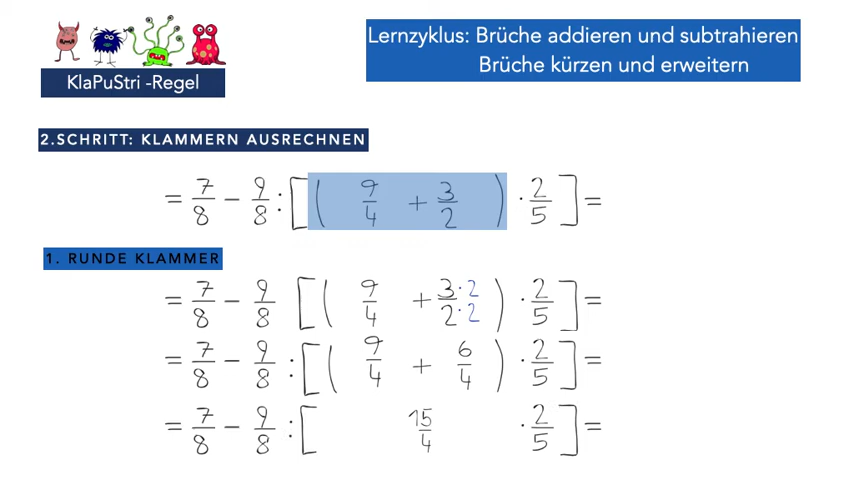 Lernzyklus: Brüche addieren und subtrahieren
Brüche kürzen und erweitern
KlaPuStri -Regel
2.SCHRITT: KLAMMERN AUSRECHNEN
= 7/8 − 9/8 : [( 9/4 + 3/2 ) · 2/5 ] =
1. RUNDE KLAMMER
= 7/8 − 9/8 [( 9/4 + 3·2/2·2 ) · 2/5 ] =
= 7/8 − 9/8 : [( 9/4 + 6/4 ) · 2/5 ] =
= 7/8 − 9/8 : [ 15/4 · 2/5 ] =